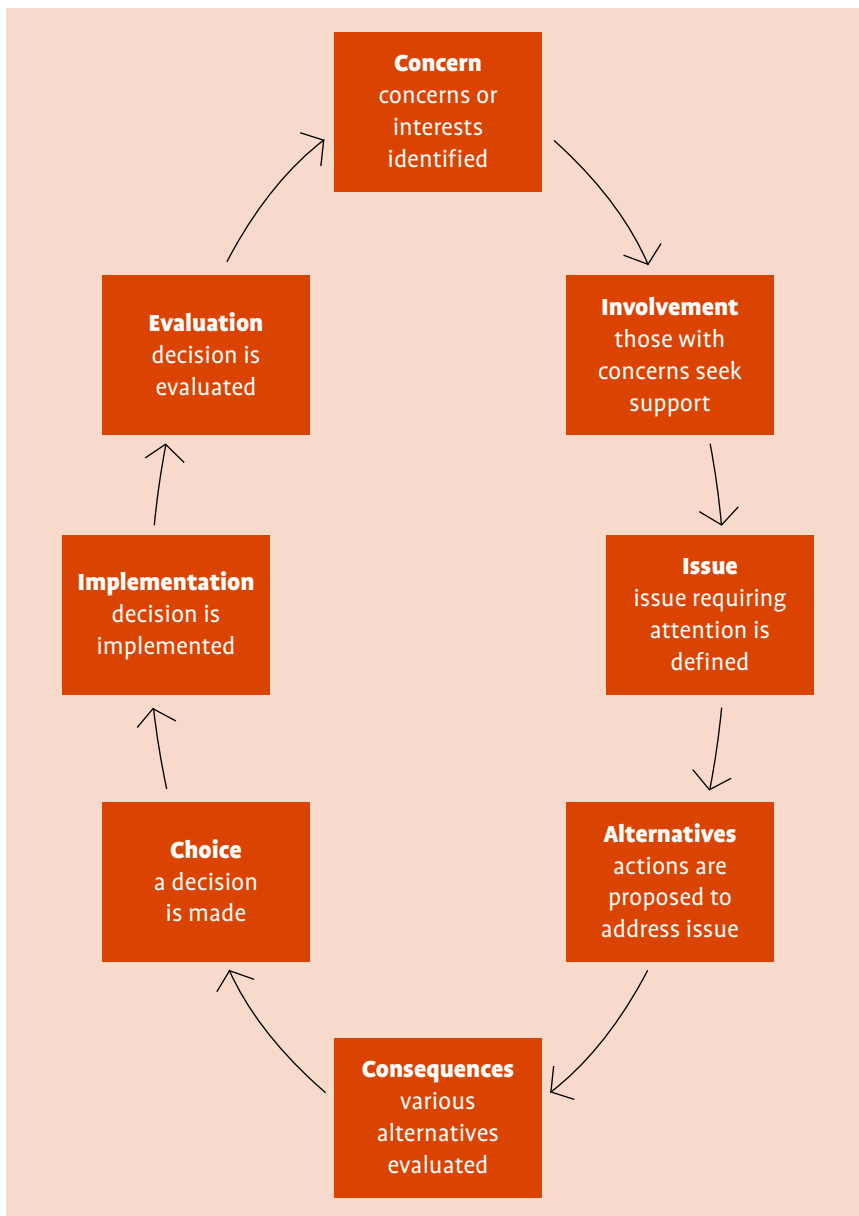 Concern
concerns or
interests
identified
Involvement
those with
concerns seek
support
Issue
issue requiring
attention is
defined
Alternatives
actions are
proposed to
address issue
Consequences
various
alternatives
evaluated
Choice
a decision
is made
Implementation
decision is
implemented
Evaluation
decision is
evaluated